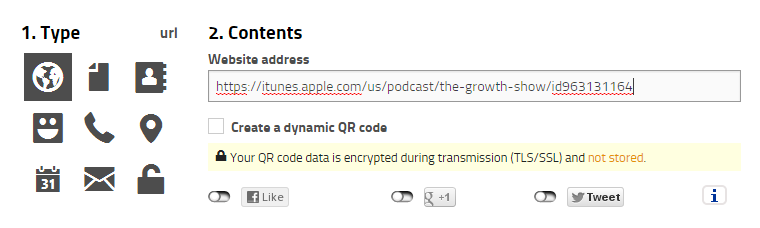 1. Type
url
2. Contents
Website address
https://itunes.apple.com/us/podcast/the-growth-show/id963131164
Create a dynamic QR code
Your QR code data is encrypted during transmission (TLS/SSL) and not stored.
31
f Like
g +1
Tweet
i